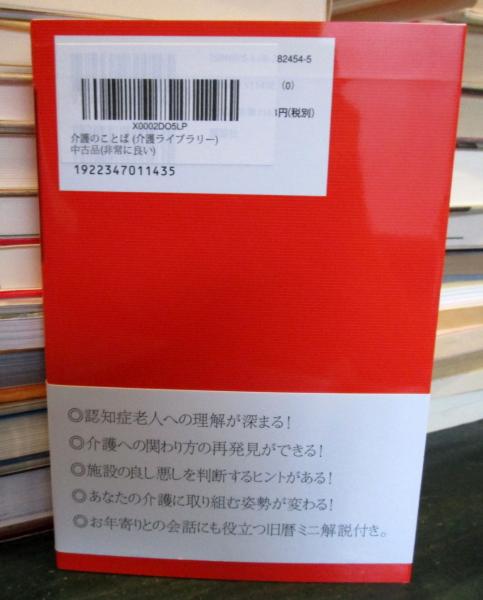 82454-5
(0)
円(税別)
X0002DO5LP
介護のことば (介護ライブラリー)
中古品(非常に良い)
1922347011435
◎認知症老人への理解が深まる!
◎介護への関わり方の再発見ができる!
◎施設の良し悪しを判断するヒントがある!
◎あなたの介護に取り組む姿勢が変わる!
◎お年寄りとの会話にも役立つ旧暦ミニ解説付き。